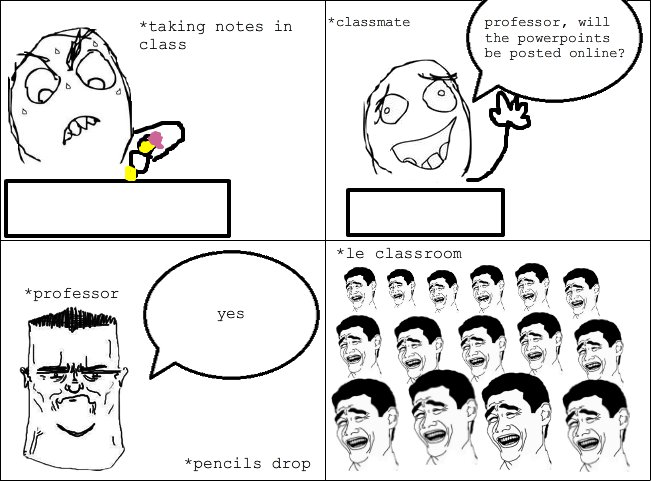 *taking notes in
class
*classmate
professor, will
the powerpoints
be posted online?
*professor
yes
*pencils drop
*le classroom